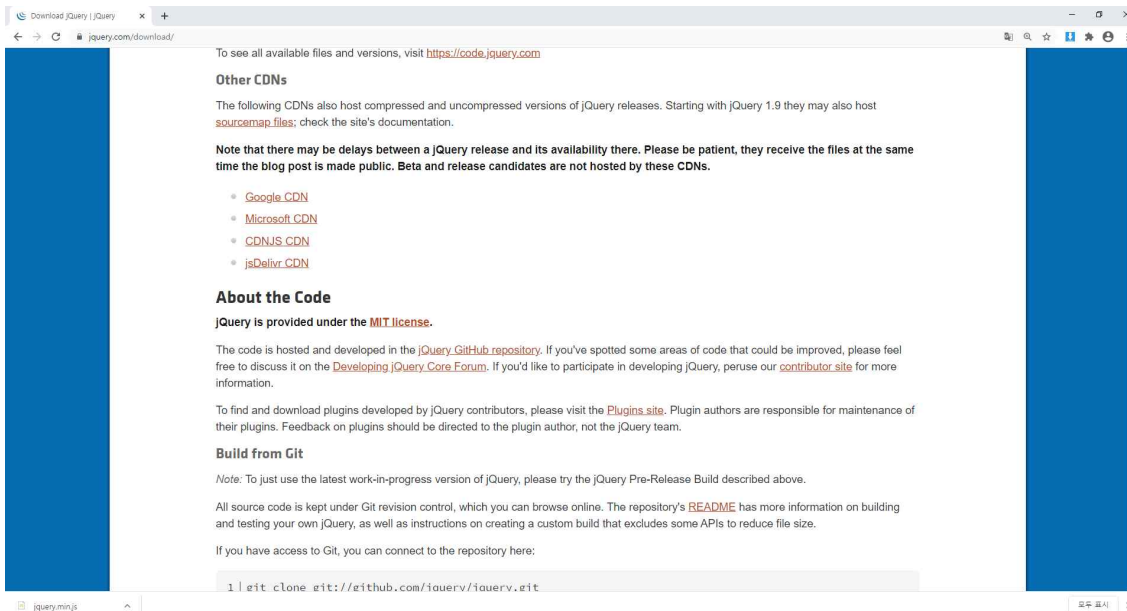 Download jQuery | jQuery
jquery.com/download/
To see all available files and versions, visit https://code.jquery.com
Other CDNs
The following CDNs also host compressed and uncompressed versions of jQuery releases. Starting with jQuery 1.9 they may also host
sourcemap files; check the site's documentation.
Note that there may be delays between a jQuery release and its availability there. Please be patient, they receive the files at the same
time the blog post is made public. Beta and release candidates are not hosted by these CDNs.
Google CDN
Microsoft CDN
CDNJS CDN
jsDelivr CDN
About the Code
jQuery is provided under the MIT license.
The code is hosted and developed in the jQuery GitHub repository. If you've spotted some areas of code that could be improved, please feel
free to discuss it on the Developing jQuery Core Forum. If you'd like to participate in developing jQuery, peruse our contributor site for more
information.
To find and download plugins developed by jQuery contributors, please visit the Plugins site. Plugin authors are responsible for maintenance of
their plugins. Feedback on plugins should be directed to the plugin author, not the jQuery team.
Build from Git
Note: To just use the latest work-in-progress version of jQuery, please try the jQuery Pre-Release Build described above.
All source code is kept under Git revision control, which you can browse online. The repository's README has more information on building
and testing your own jQuery, as well as instructions on creating a custom build that excludes some APIs to reduce file size.
If you have access to Git, you can connect to the repository here:
1 git clone git://github.com/jquery/jquery.git
jquery.min.js
모두 표시